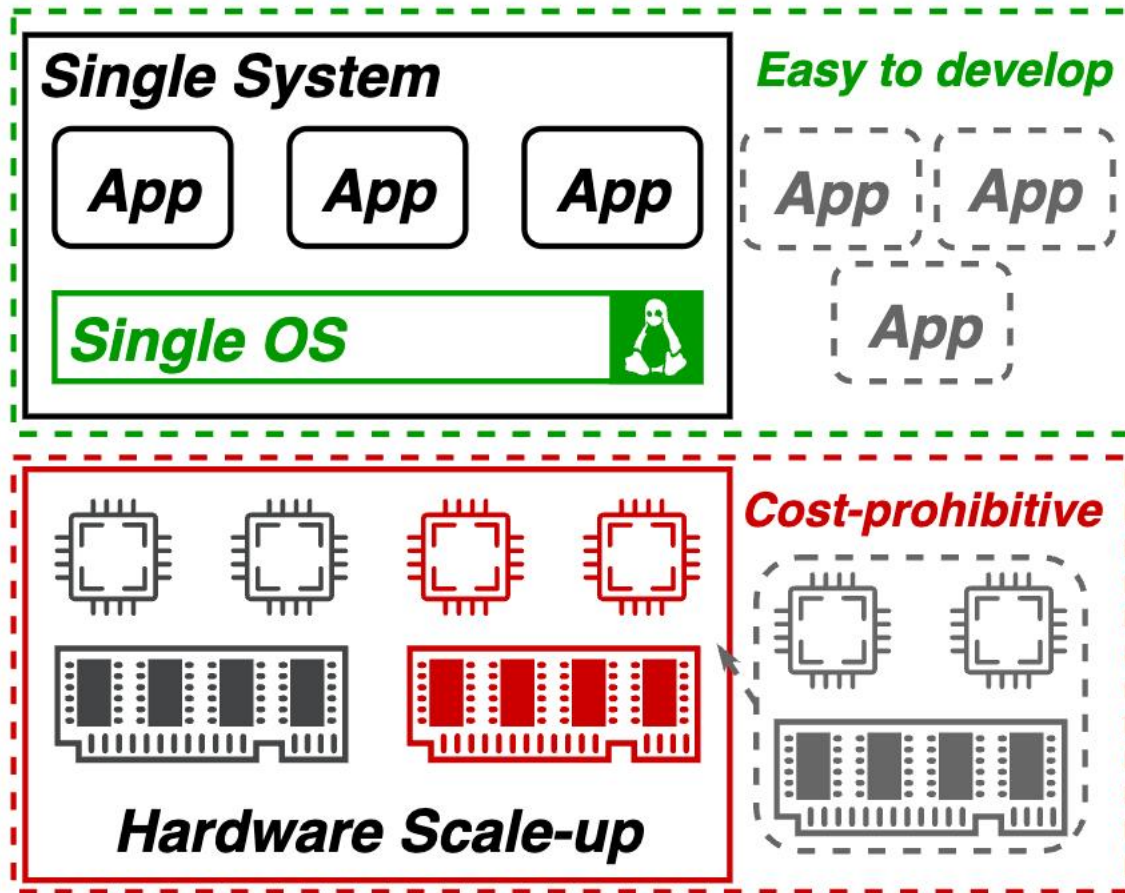 Single System
Easy to develop
App
App
App
App
App
App
Single OS
Cost-prohibitive
Hardware Scale-up